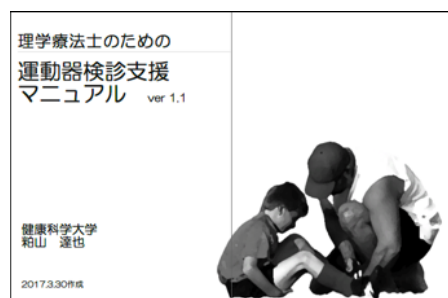 理学療法士のための
運動器検診支援
マニュアル ver 1.1
健康科学大学
粕山 達也
2017.3.30作成